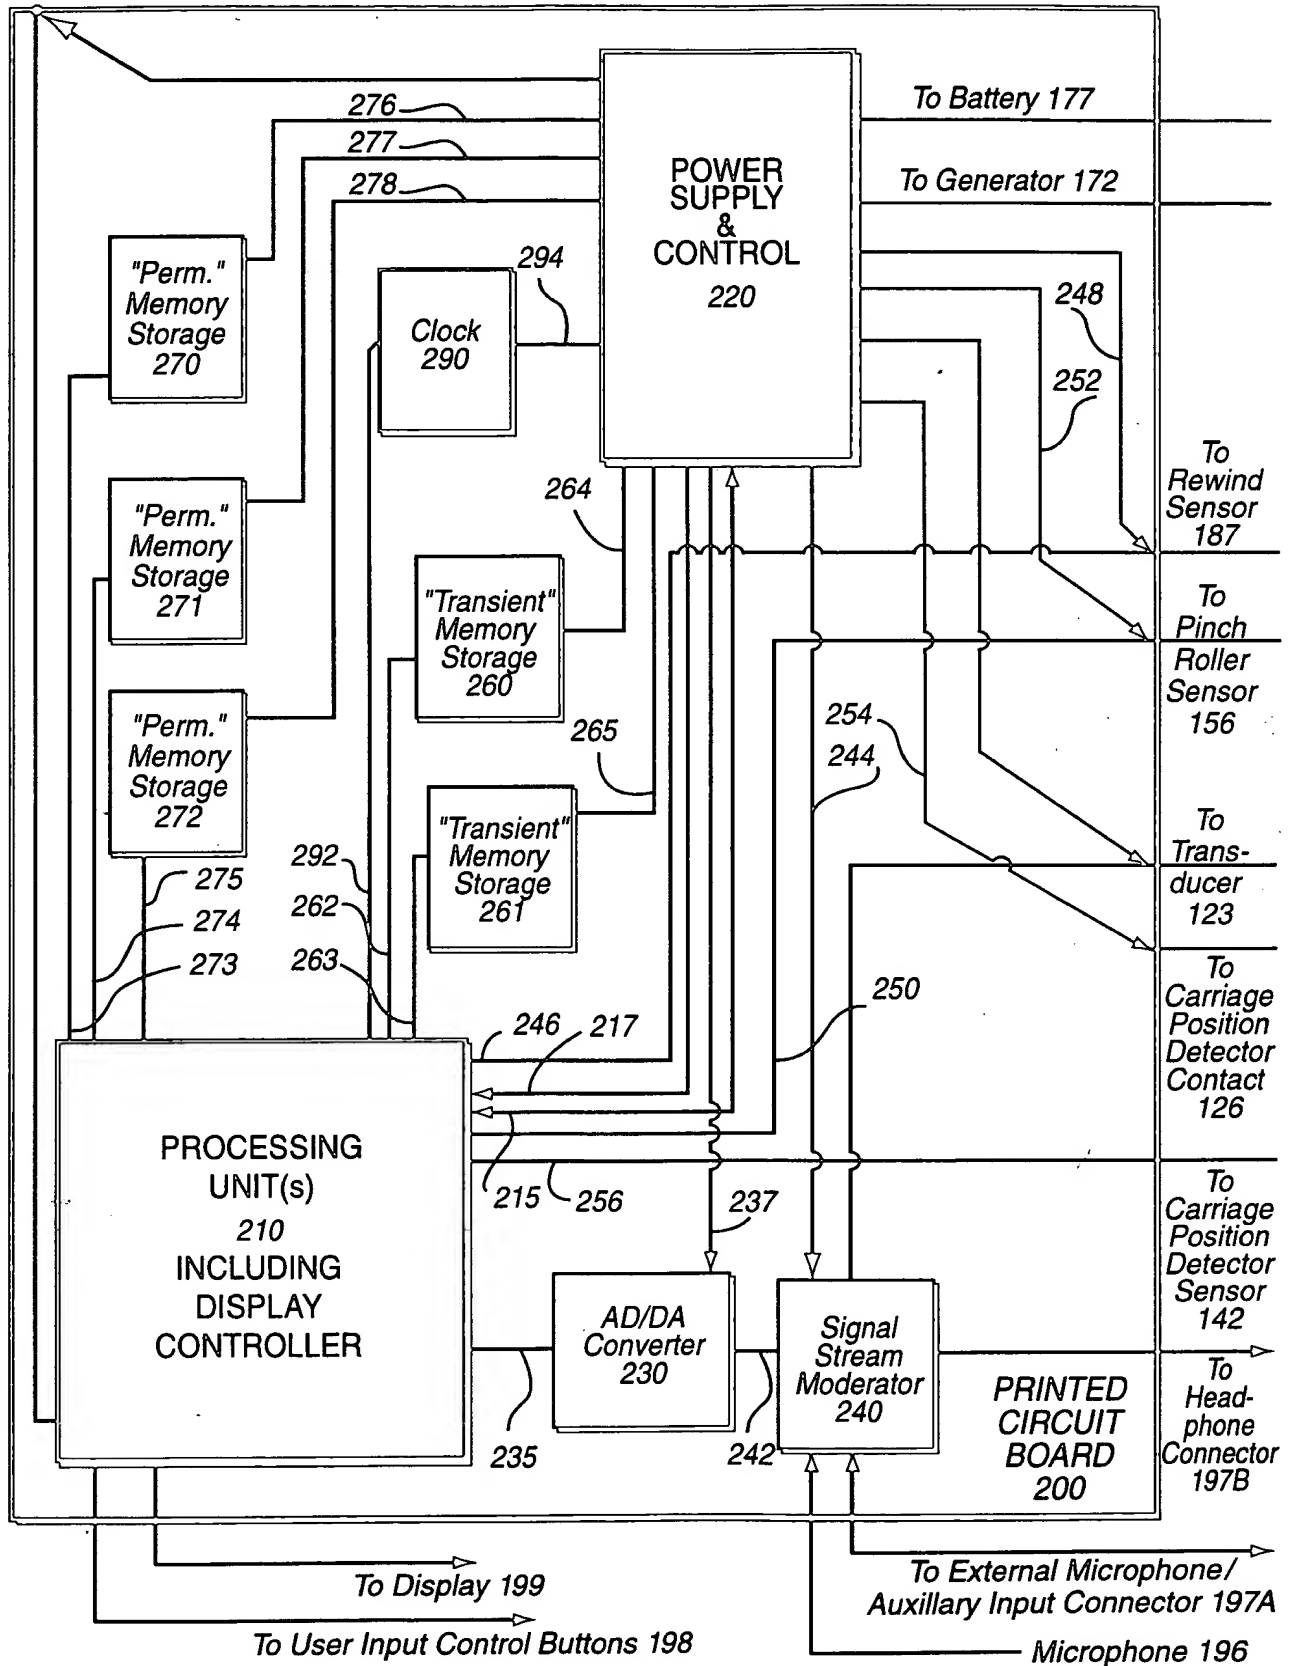 To Battery 177
276
277
To Generator 172
278
POWER
SUPPLY
&
CONTROL
220
"Perm."
Memory
Storage
270
Clock
290
294
248
252
To
Rewind
Sensor
187
"Perm."
Memory
Storage
271
264
"Transient"
Memory
Storage
260
To
Pinch
Roller
Sensor
156
"Perm."
Memory
Storage
272
265
254
244
"Transient"
Memory
Storage
261
To
Trans-
ducer
123
292
275
262
274
263
273
250
To
Carriage
Position
Detector
Contact
126
246
217
PROCESSING
UNIT(s)
210
INCLUDING
DISPLAY
CONTROLLER
215
256
237
To
Carriage
Position
Detector
Sensor
142
AD/DA
Converter
230
Signal
Stream
Moderator
240
235
242
PRINTED
CIRCUIT
BOARD
200
To
Head-
phone
Connector
197B
To Display 199
To External Microphone/
Auxillary Input Connector 197A
To User Input Control Buttons 198
Microphone 196